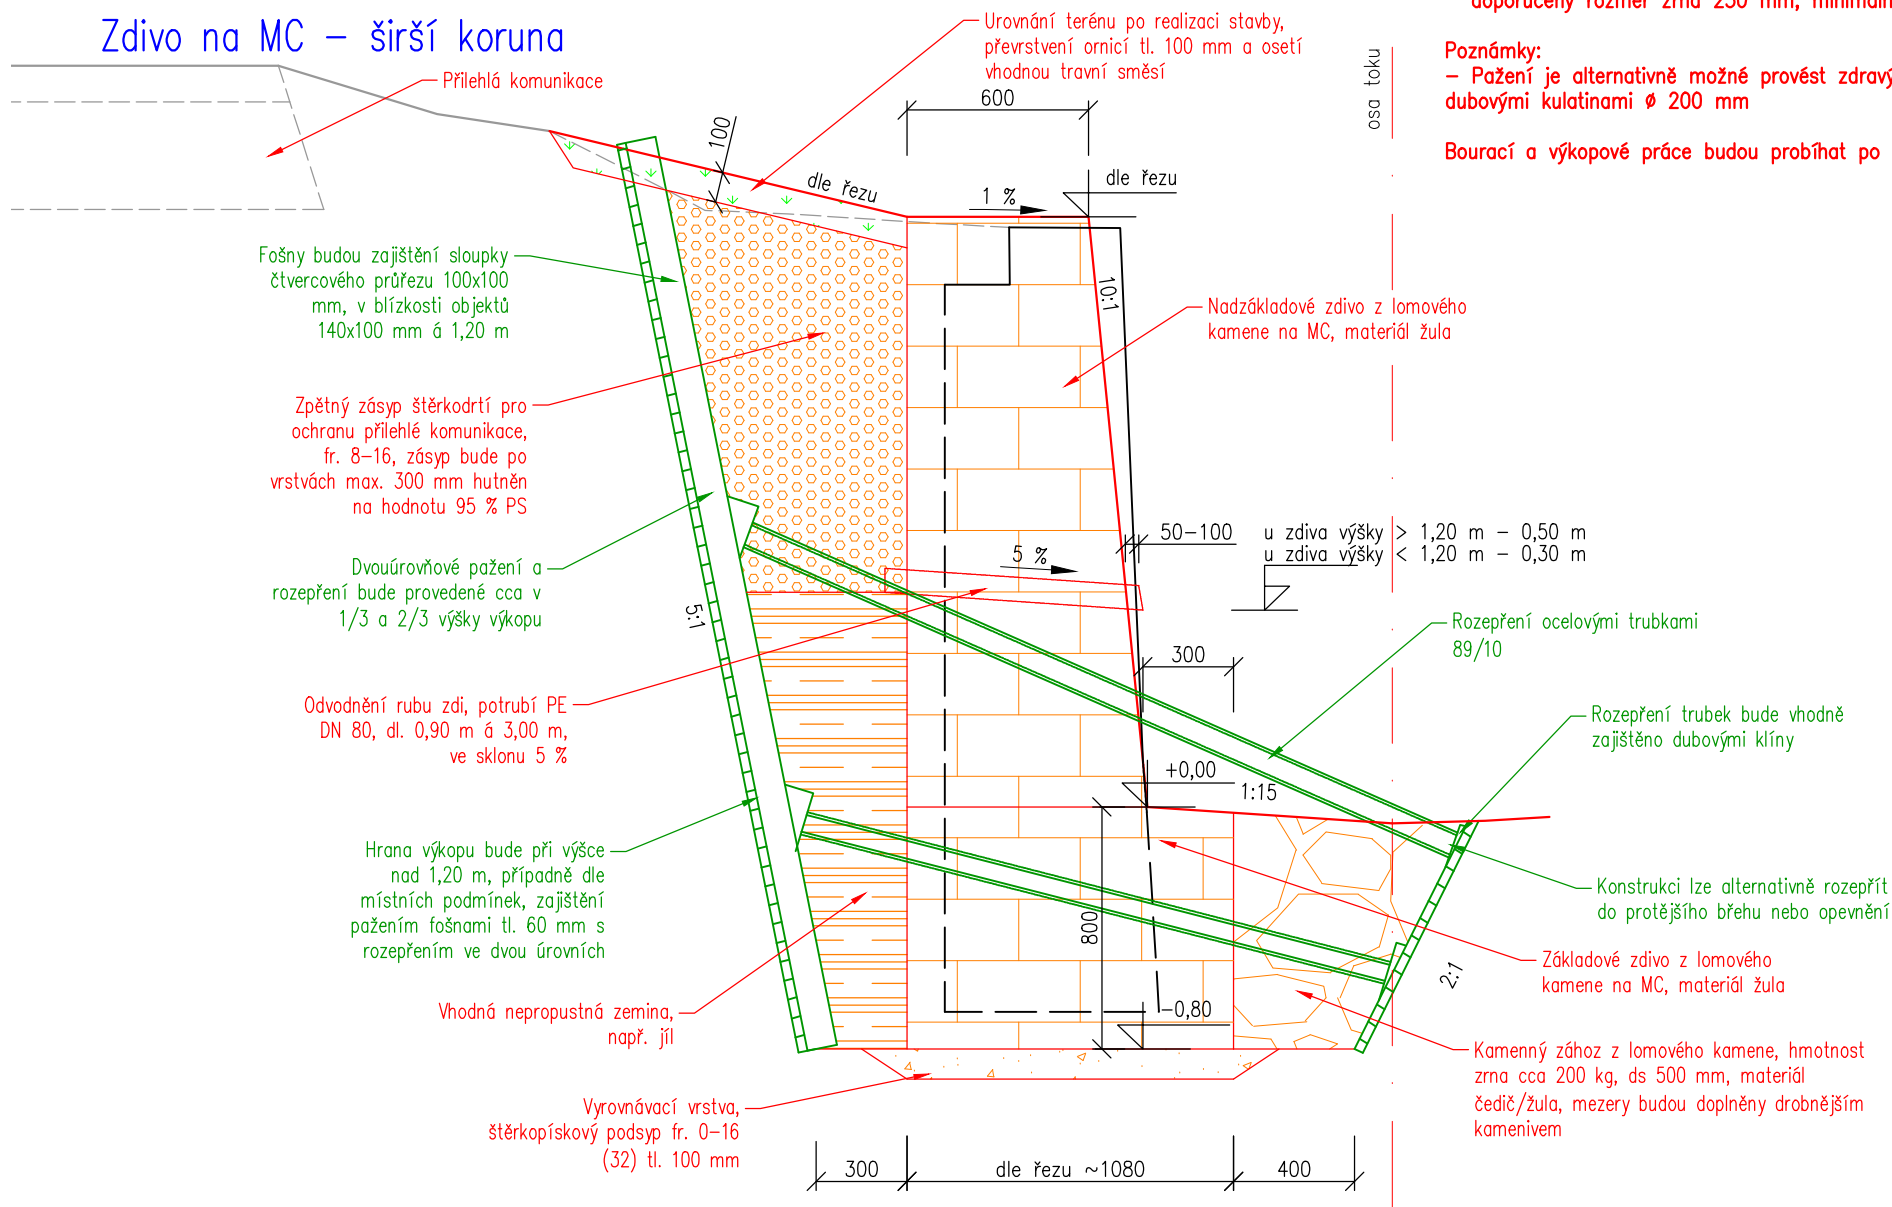 Zdivo na MC – širší koruna
Přilehlá komunikace
Urovnání terénu po realizaci stavby,
převrstvení ornicí tl. 100 mm a osetí
vhodnou travní směsí
doporučený rozměr zrna 250 mm, minimáln
Poznámky:
– Pažení je alternativně možné provést zdravý
dubovými kulatinami ø 200 mm
Bourací a výkopové práce budou probíhat po
osa toku
600
100
dle řezu
1 %
dle řezu
10:1
Fošny budou zajištění sloupky
čtvercového průřezu 100x100
mm, v blízkosti objektů
140x100 mm á 1,20 m
Nadzákladové zdivo z lomového
kamene na MC, materiál žula
Zpětný zásyp štěrkodrtí pro
ochranu přilehlé komunikace,
fr. 8–16, zásyp bude po
vrstvách max. 300 mm hutněn
na hodnotu 95 % PS
50–100
u zdiva výšky > 1,20 m – 0,50 m
u zdiva výšky < 1,20 m – 0,30 m
5 %
Dvouúrovňové pažení a
rozepření bude provedené cca v
1/3 a 2/3 výšky výkopu
5:1
Rozepření ocelovými trubkami
89/10
300
Odvodnění rubu zdi, potrubí PE
DN 80, dl. 0,90 m á 3,00 m,
ve sklonu 5 %
Rozepření trubek bude vhodně
zajištěno dubovými klíny
+0,00
1:15
Hrana výkopu bude při výšce
nad 1,20 m, případně dle
místních podmínek, zajištění
pažením fošnami tl. 60 mm s
rozepřením ve dvou úrovních
Konstrukci lze alternativně rozepřít
do protějšího břehu nebo opevnění
800
2:1
Základové zdivo z lomového
kamene na MC, materiál žula
Vhodná nepropustná zemina,
např. jíl
–0,80
Kamenný zához z lomového kamene, hmotnost
zrna cca 200 kg, ds 500 mm, materiál
čedič/žula, mezery budou doplněny drobnějším
kamenivem
Vyrovnávací vrstva,
štěrkopískový podsyp fr. 0–16
(32) tl. 100 mm
300
dle řezu ~1080
400